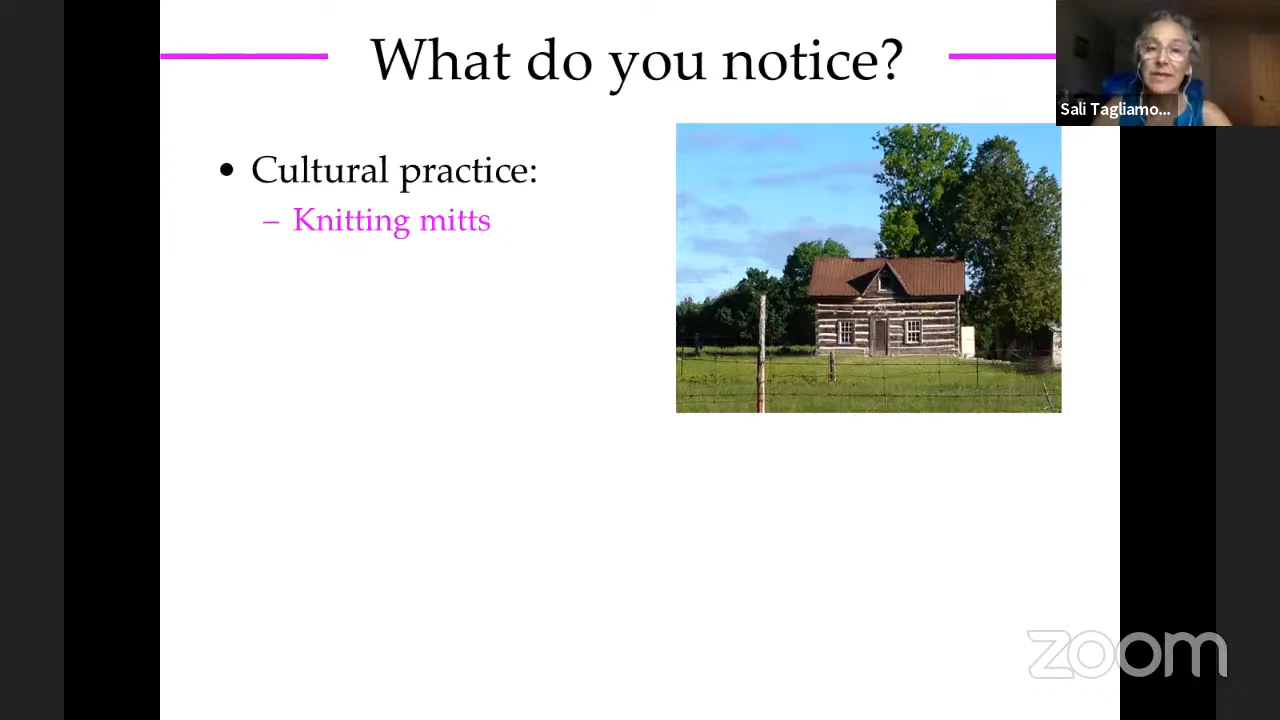 What do you notice?
Sali Tagliamo...
• Cultural practice:
– Knitting mitts
zoom